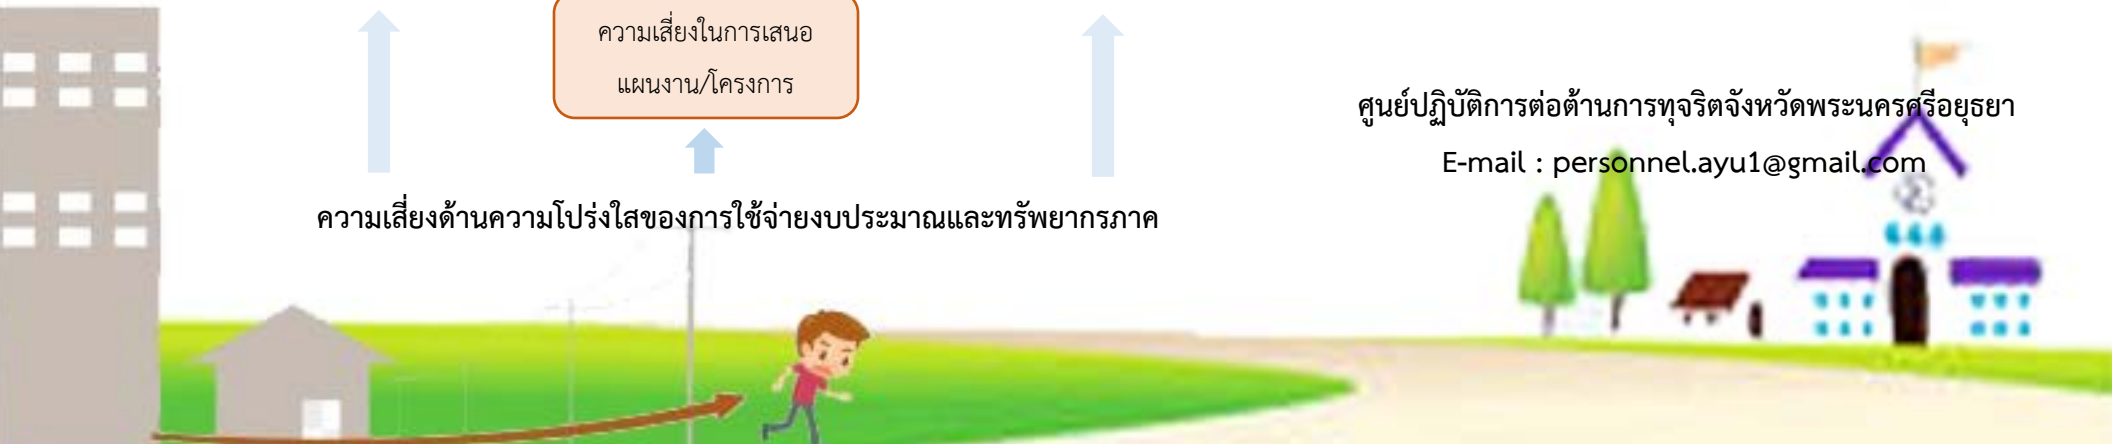 ความเสี่ยงในการเสนอ
แผนงาน/โครงการ
ศูนย์ปฏิบัติการต่อต้านการทุจริตจังหวัดพระนครศรีอยุธยา
E-mail : personnel.ayu1@gmail.com
ความเสี่ยงด้านความโปร่งใสของการใช้จ่ายงบประมาณและทรัพยากรภาค